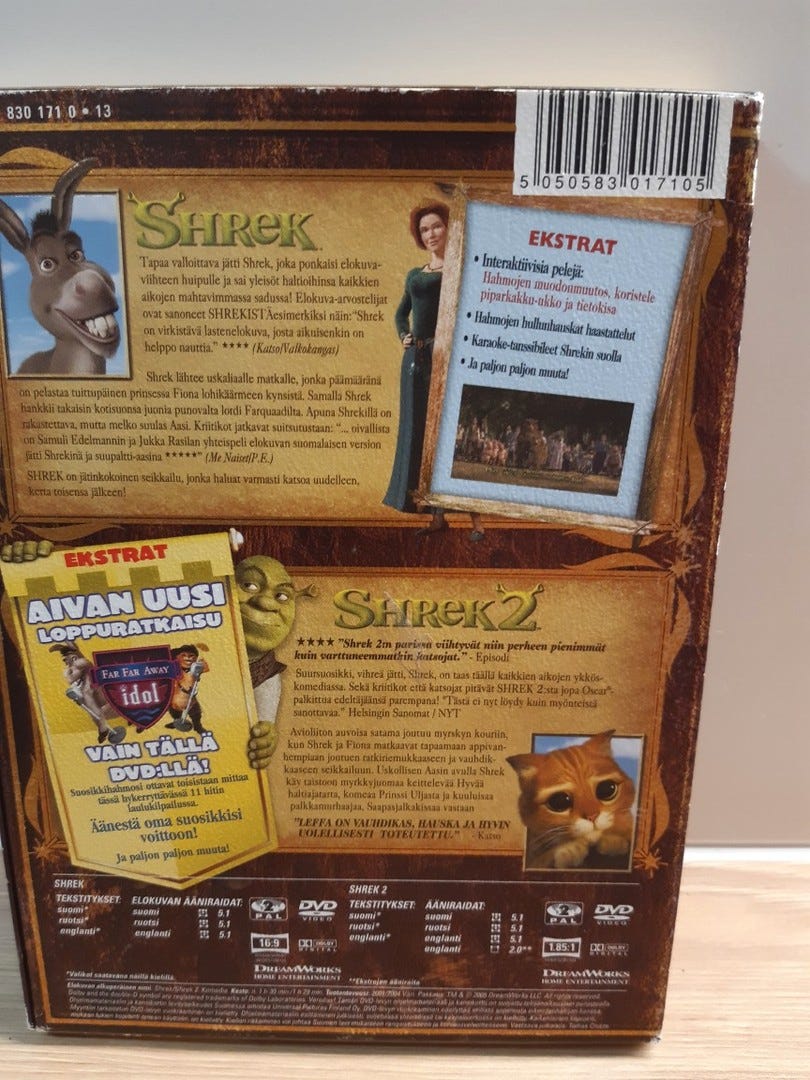 830 171 0 • 13
5 050583 017105
SHREK
Tapaa valloittava jätti Shrek, joka ponkaisi elokuva-
viihteen huipulle ja sai yleisöt haltioihinsa kaikkien
aikojen mahtavimmassa sadussa! Elokuva-arvostelijat
ovat sanoneet SHREKISTÄesimerkiksi näin:"Shrek
on virkistävä lastenelokuva, josta aikuisenkin on
helppo nauttia." ★★★★ (Katso/Valkokangas)
Shrek lähtee uskaliaalle matkalle, jonka päämääränä
on pelastaa tuittupäinen prinsessa Fiona lohikäärmeen kynsistä. Samalla Shrek
hankkii takaisin kotisuonsa juonia punovalta lordi Farquaadilta. Apuna Shrekillä on
rakastettava, mutta melko suulas Aasi. Kriitikot jatkavat suitsutustaan: "... oivallista
on Samuli Edelmannin ja Jukka Rasilan yhteispeli elokuvan suomalaisen version
jätti Shrekinä ja suupaltti-aasina ★★★★★" (Me Naiset/P.E.)
SHREK on jätinkokoinen seikkailu, jonka haluat varmasti katsoa uudelleen,
kerta toisensa jälkeen!
EKSTRAT
• Interaktiivisia pelejä:
Hahmojen muodonmuutos, koristele
piparkakku-ukko ja tietokisa
• Hahmojen hullunhauskat haastattelut
• Karaoke-tanssibileet Shrekin suolla
• Ja paljon paljon muuta!
EKSTRAT
AIVAN UUSI
LOPPURATKAISU
FAR FAR AWAY
idol
VAIN TÄLLÄ
DVD:LLÄ!
Suosikkihahmosi ottavat toisistaan mittaa
tässä hykerryttävässä 11 hitin
laulukilpailussa.
Äänestä oma suosikkisi
voittoon!
Ja paljon paljon muuta!
SHREK 2
★★★★ "Shrek 2:n parissa viihtyvät niin perheen pienimmät
kuin varttuneemmatkin katsojat." - Episodi
Suursuosikki, vihreä jätti, Shrek, on taas täällä kaikkien aikojen ykkös-
komediassa. Sekä kriitikot että katsojat pitävät SHREK 2:sta jopa Oscar®-
palkittua edeltäjäänsä parempana! "Tästä ei nyt löydy kuin myönteistä
sanottavaa." Helsingin Sanomat / NYT
Avioliiton auvoisa satama joutuu myrskyn kouriin,
kun Shrek ja Fiona matkaavat tapaamaan appivan-
hempiaan joutuen ratkiriemukkaaseen ja vauhdik-
kaaseen seikkailuun. Uskollisen Aasin avulla Shrek
käy taistoon myrkkyjuomaa keittelevää Hyvää
haltiajatarta, komeaa Prinssi Uljasta ja kuuluisaa
palkkamurhaajaa, Saapasjalkakissaa vastaan
"LEFFA ON VAUHDIKAS, HAUSKA JA HYVIN
UOLELLISESTI TOTEUTETTU." - Katso
SHREK
TEKSTITYKSET: ELOKUVAN ÄÄNIRAIDAT:
suomi* suomi 5.1
ruotsi* ruotsi 5.1
englanti* englanti 5.1
PAL
DVD
VIDEO
16:9
DOLBY
DIGITAL
DREAMWORKS
HOME ENTERTAINMENT
*Valikot saatavana näillä kielillä.
SHREK 2
TEKSTITYKSET: ÄÄNIRAIDAT:
suomi* suomi 5.1
ruotsi* ruotsi 5.1
englanti* englanti 5.1
englanti 2.0**
PAL
DVD
VIDEO
1.85:1
DOLBY
DIGITAL
DREAMWORKS
HOME ENTERTAINMENT
**Ekstrojen ääniraita